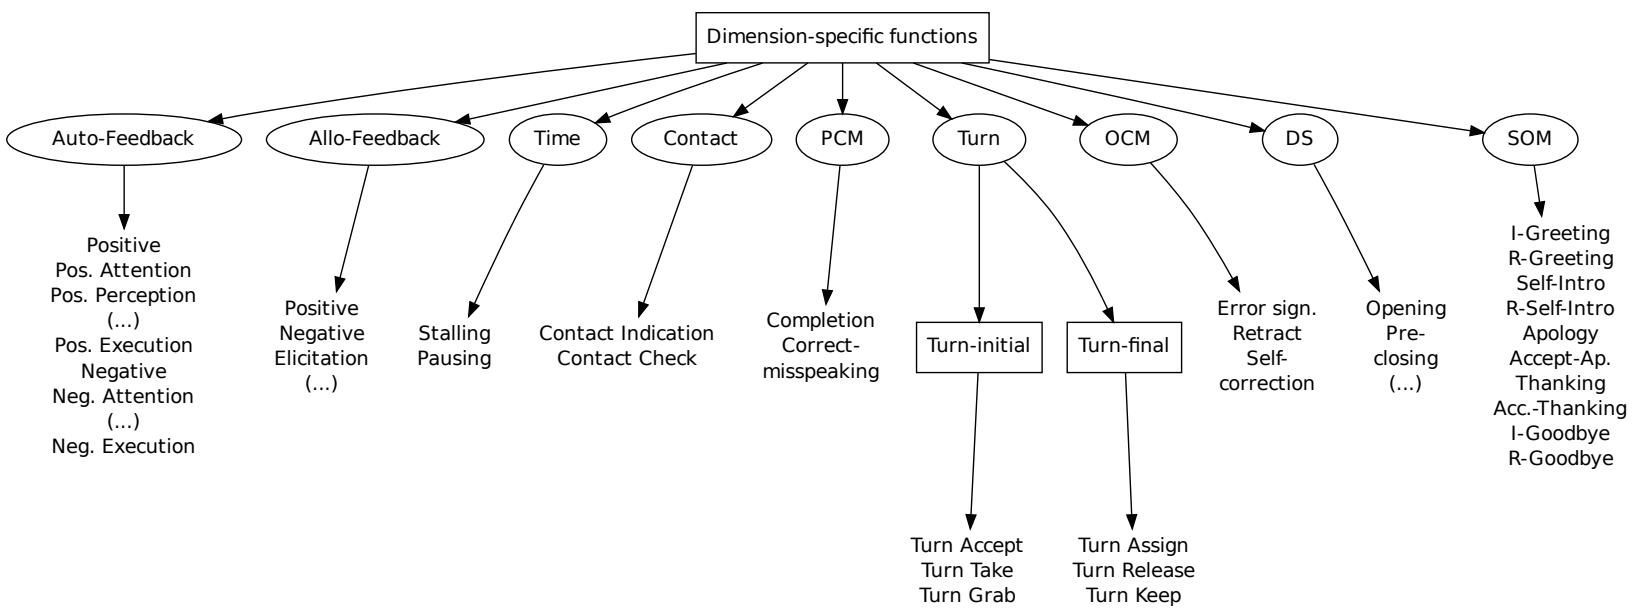 Dimension-specific functions
Auto-Feedback
Allo-Feedback
Time
Contact
PCM
Turn
OCM
DS
SOM
Positive
Pos. Attention
Pos. Perception
(...)
Pos. Execution
Negative
Neg. Attention
(...)
Neg. Execution
Positive
Negative
Elicitation
(...)
Stalling
Pausing
Contact Indication
Contact Check
Completion
Correct-
misspeaking
Turn-initial
Turn-final
Error sign.
Retract
Self-
correction
Opening
Pre-
closing
(...)
I-Greeting
R-Greeting
Self-Intro
R-Self-Intro
Apology
Accept-Ap.
Thanking
Acc.-Thanking
I-Goodbye
R-Goodbye
Turn Accept
Turn Take
Turn Grab
Turn Assign
Turn Release
Turn Keep